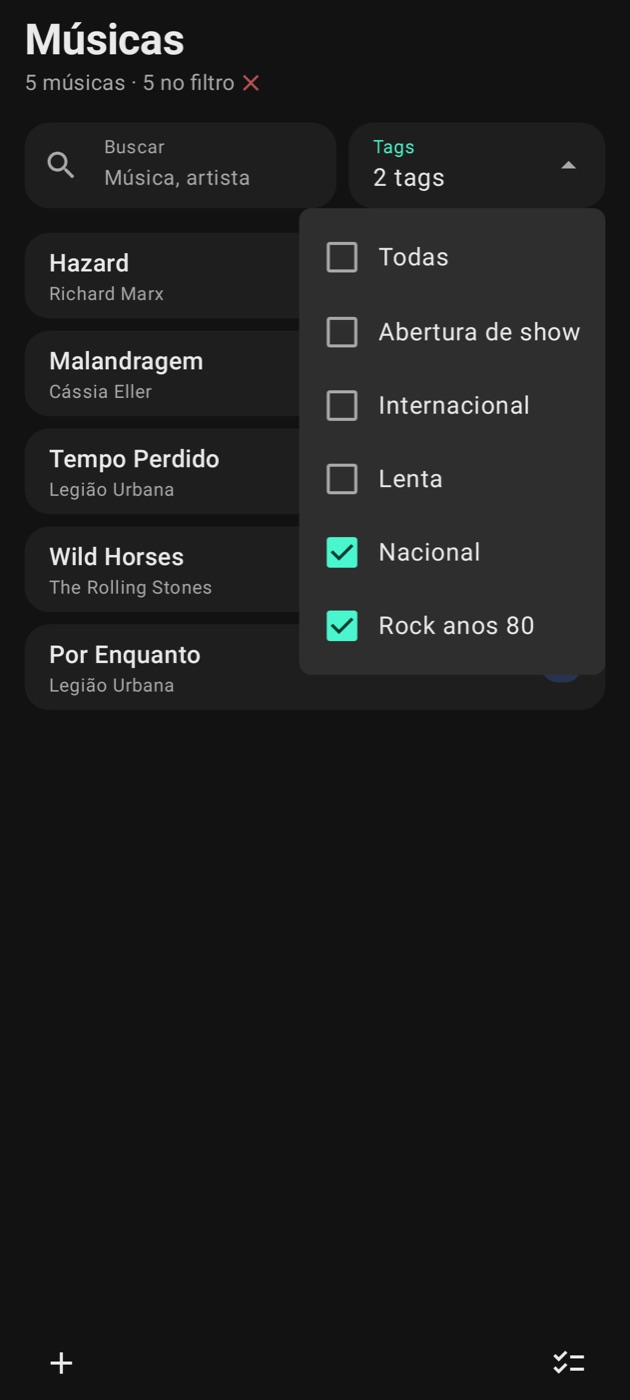 Músicas
5 músicas · 5 no filtro
Buscar
Música, artista
Tags
2 tags
Todas
Abertura de show
Internacional
Lenta
Nacional
Rock anos 80
Hazard
Richard Marx
Malandragem
Cássia Eller
Tempo Perdido
Legião Urbana
Wild Horses
The Rolling Stones
Por Enquanto
Legião Urbana